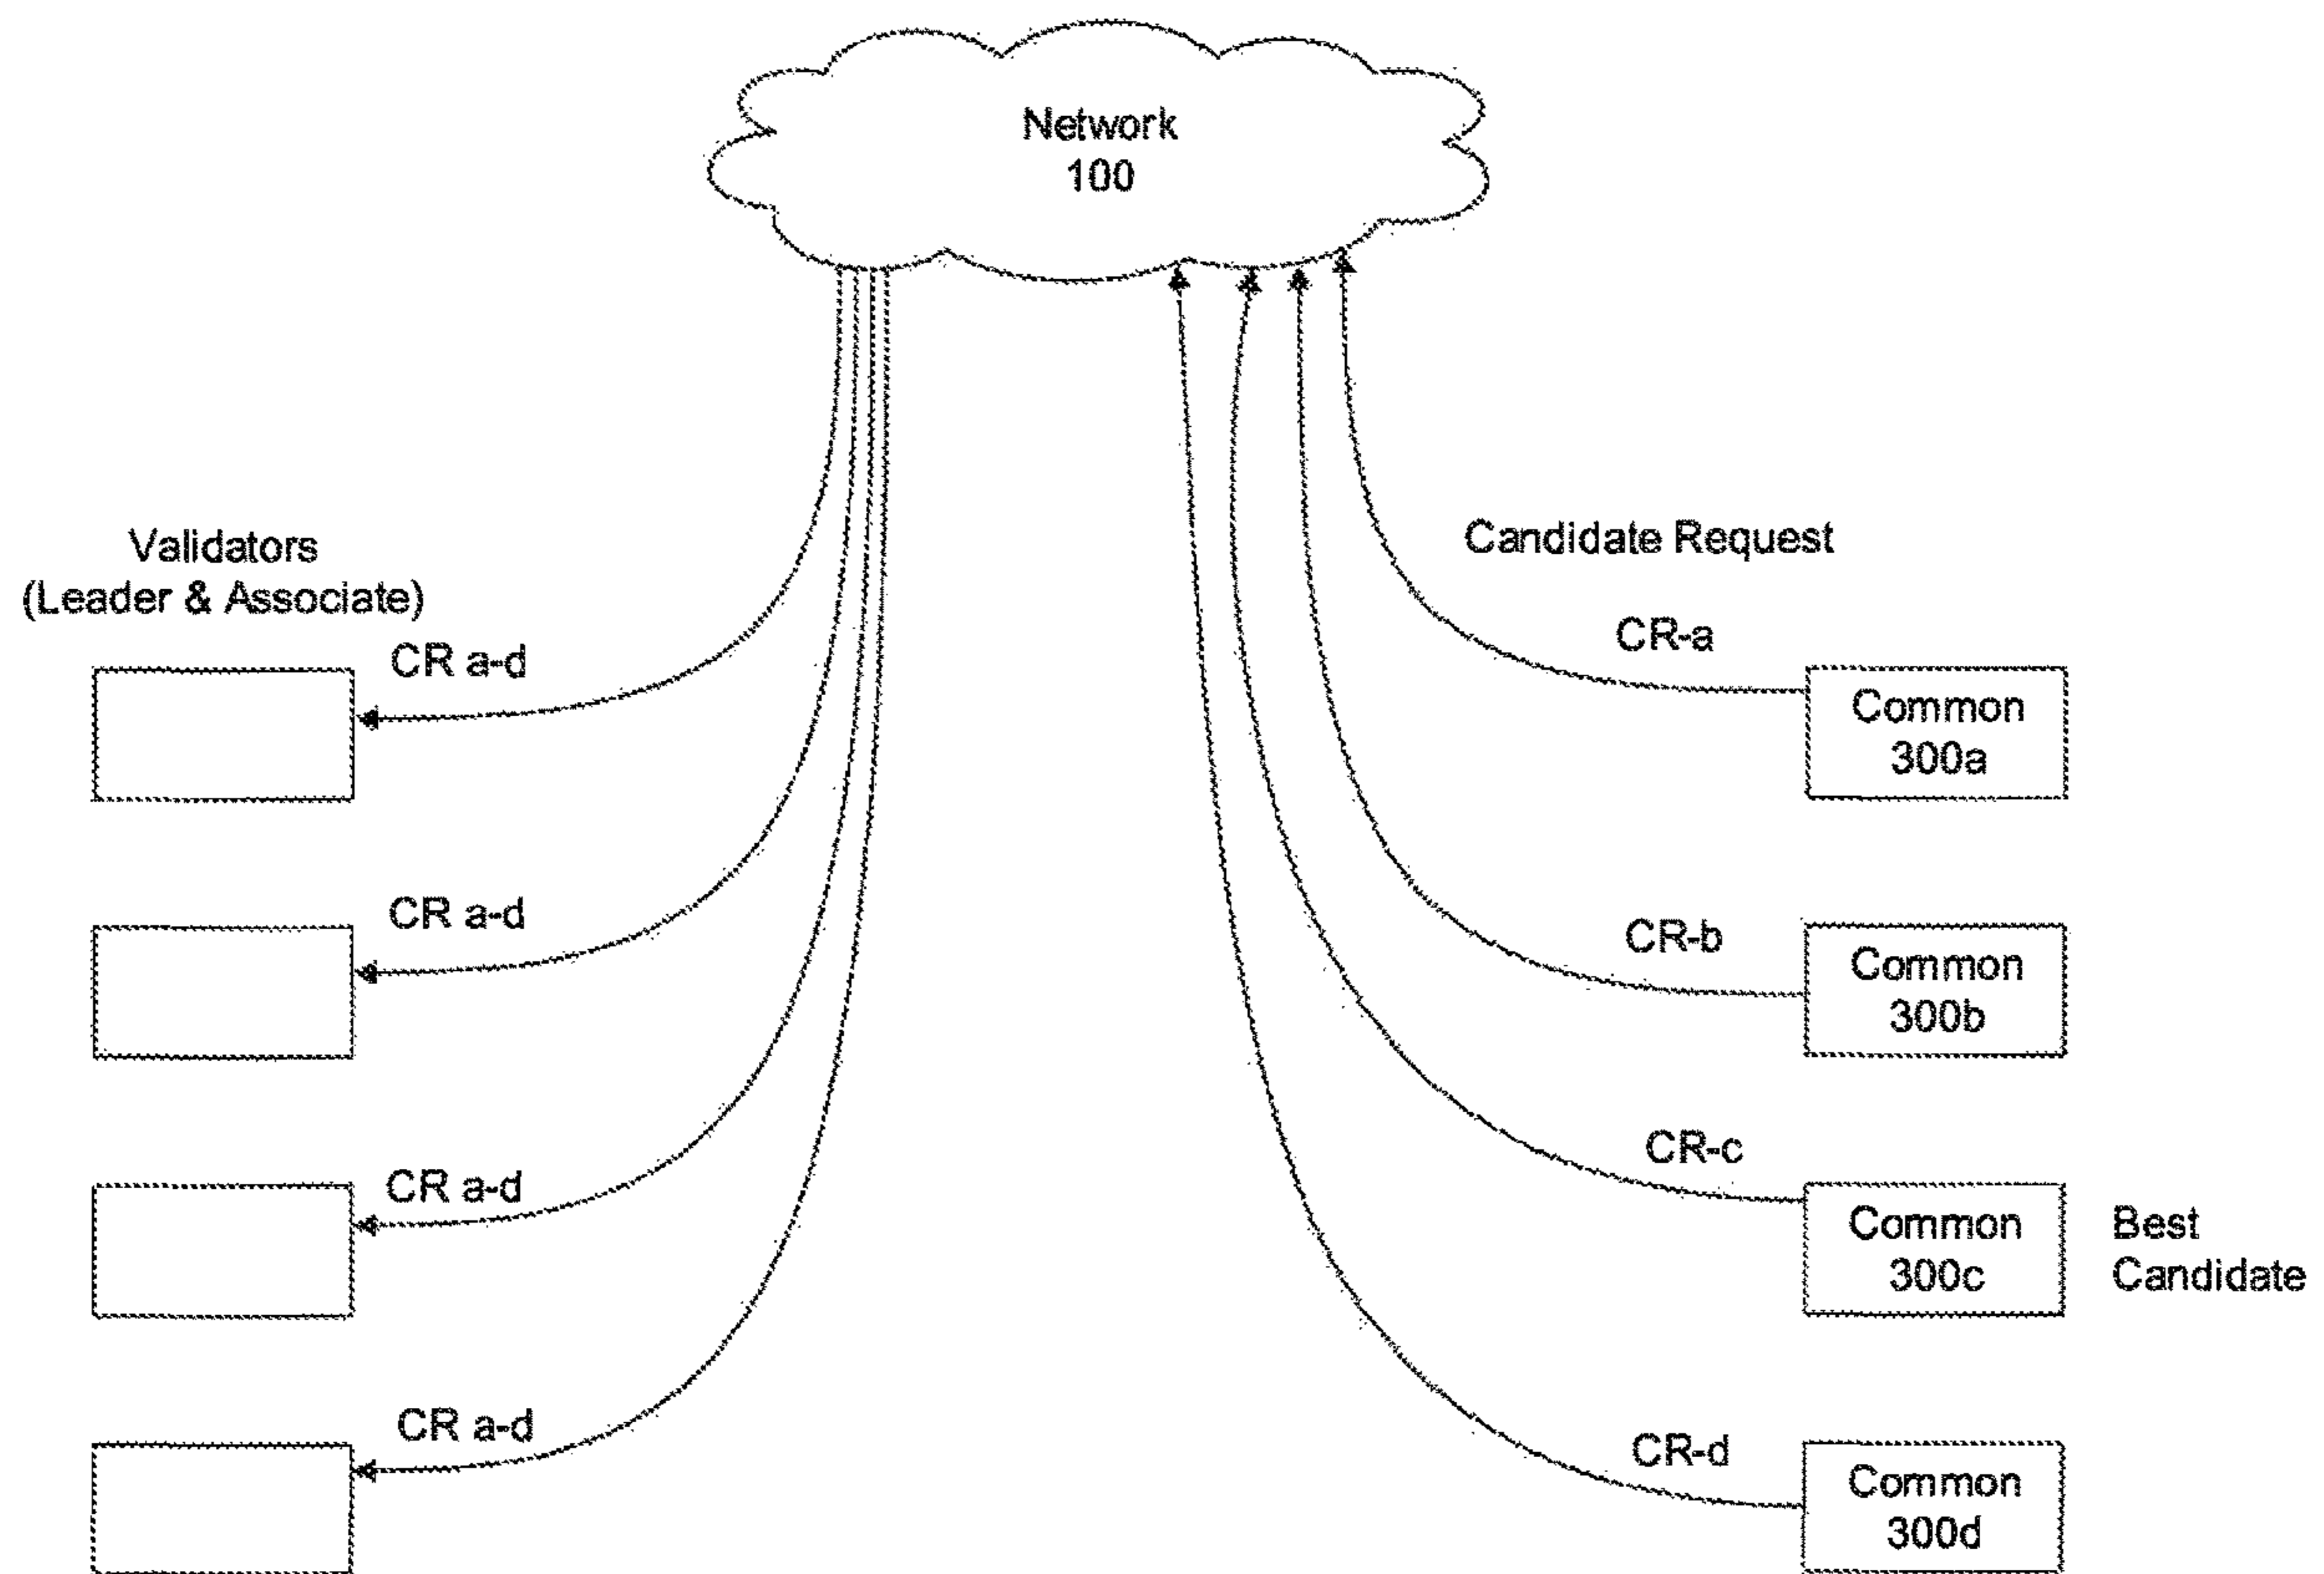 Network
100
Validators
(Leader & Associate)
CR a-d
CR a-d
CR a-d
CR a-d
Candidate Request
CR-a
Common
300a
CR-b
Common
300b
CR-c
Common
300c
Best
Candidate
CR-d
Common
300d